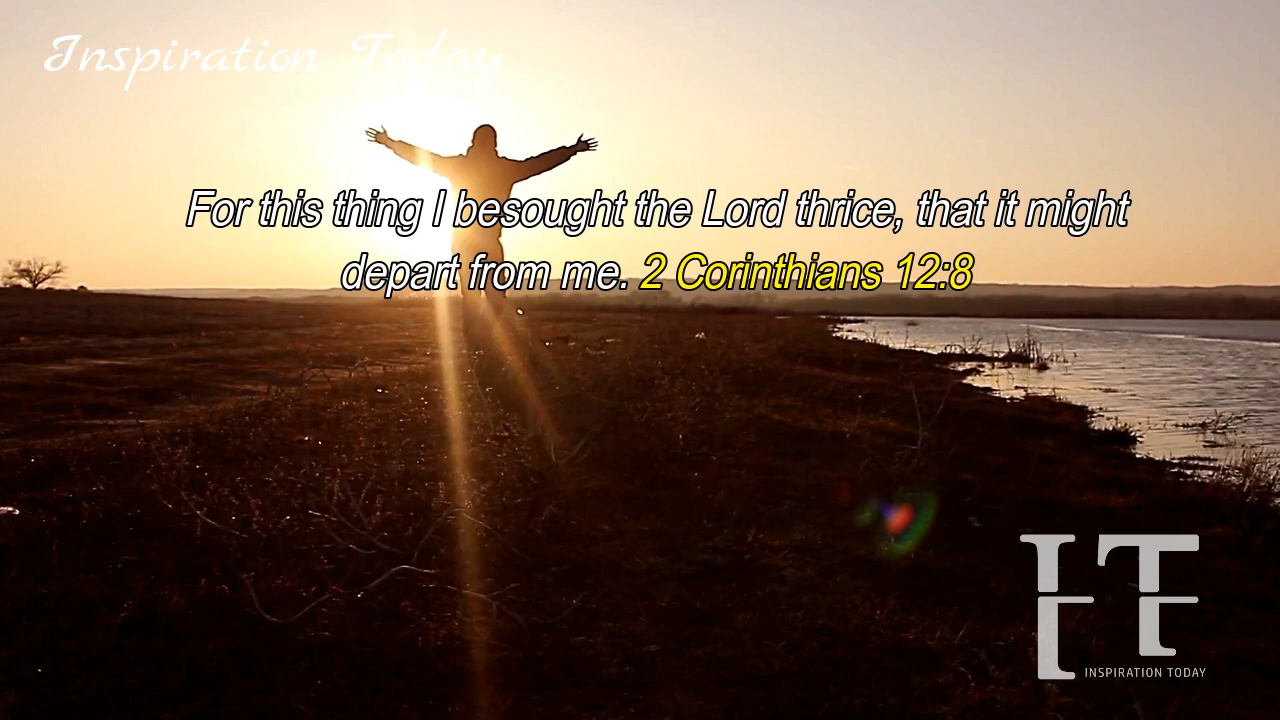 Inspiration Today
For this thing I besought the Lord thrice, that it might
depart from me. 2 Corinthians 12:8
IT
INSPIRATION TODAY